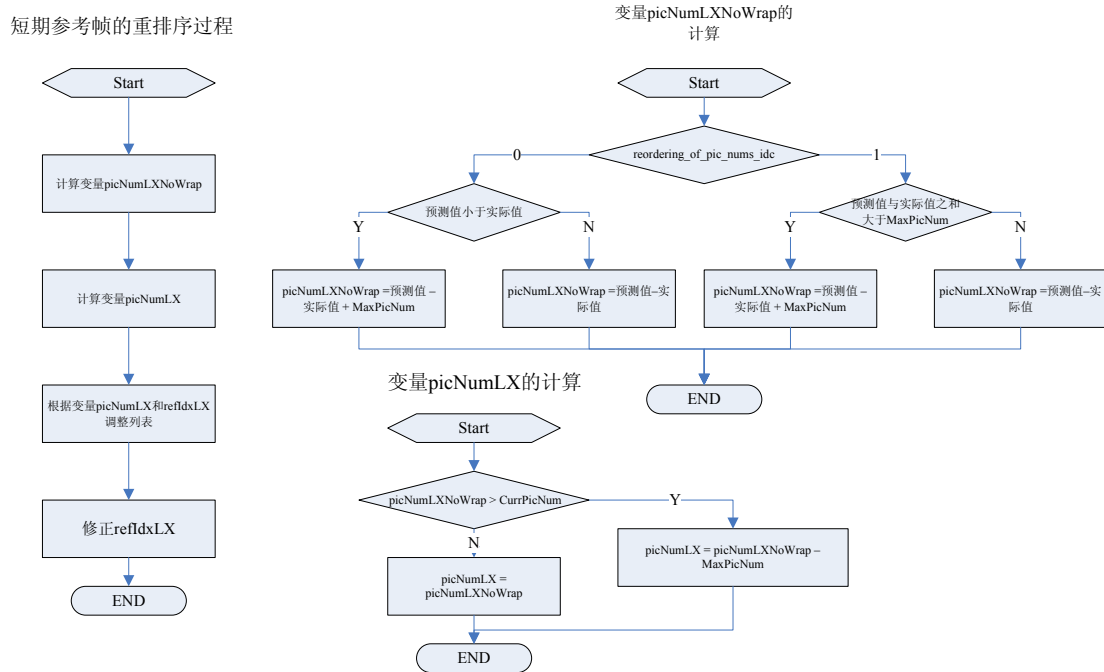 短期参考帧的重排序过程
Start
计算变量picNumLXNoWrap
计算变量picNumLX
根据变量picNumLX和refIdxLX
调整列表
修正refIdxLX
END
变量picNumLXNoWrap的
计算
Start
reordering_of_pic_nums_idc
0
1
预测值小于实际值
预测值与实际值之和
大于MaxPicNum
Y
N
Y
N
picNumLXNoWrap =预测值 –
实际值 + MaxPicNum
picNumLXNoWrap =预测值–实
际值
picNumLXNoWrap =预测值 –
实际值 + MaxPicNum
picNumLXNoWrap =预测值–实
际值
END
变量picNumLX的计算
Start
picNumLXNoWrap > CurrPicNum
Y
N
picNumLX =
picNumLXNoWrap
picNumLX = picNumLXNoWrap –
MaxPicNum
END